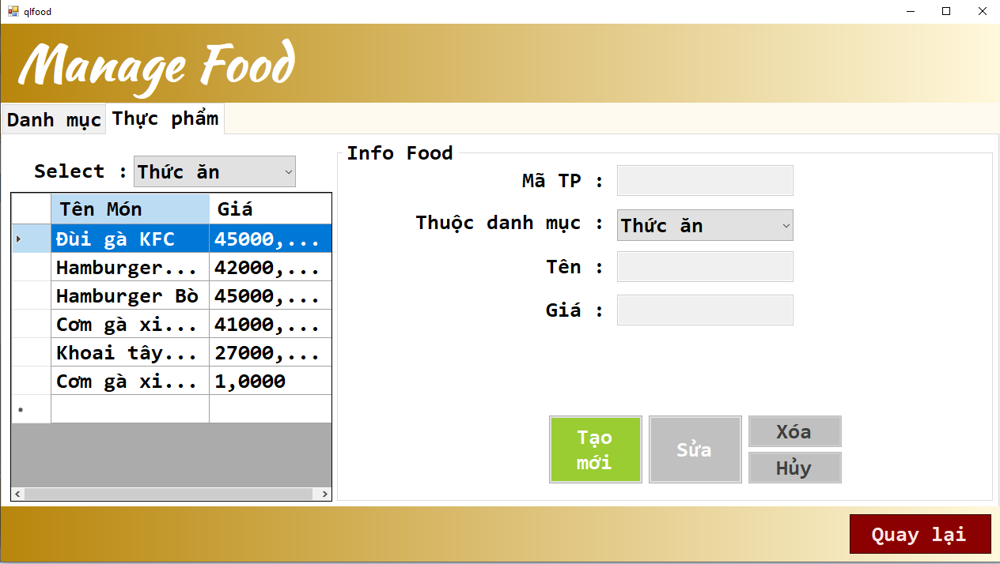 qlfood
Manage Food
Danh mục Thực phẩm
Select : Thức ăn
Tên Món Giá
Đùi gà KFC 45000,...
Hamburger... 42000,...
Hamburger Bò 45000,...
Cơm gà xi... 41000,...
Khoai tây... 27000,...
Cơm gà xi... 1,0000
Info Food
Mã TP :
Thuộc danh mục : Thức ăn
Tên :
Giá :
Tạo
mới
Sửa
Xóa
Hủy
Quay lại